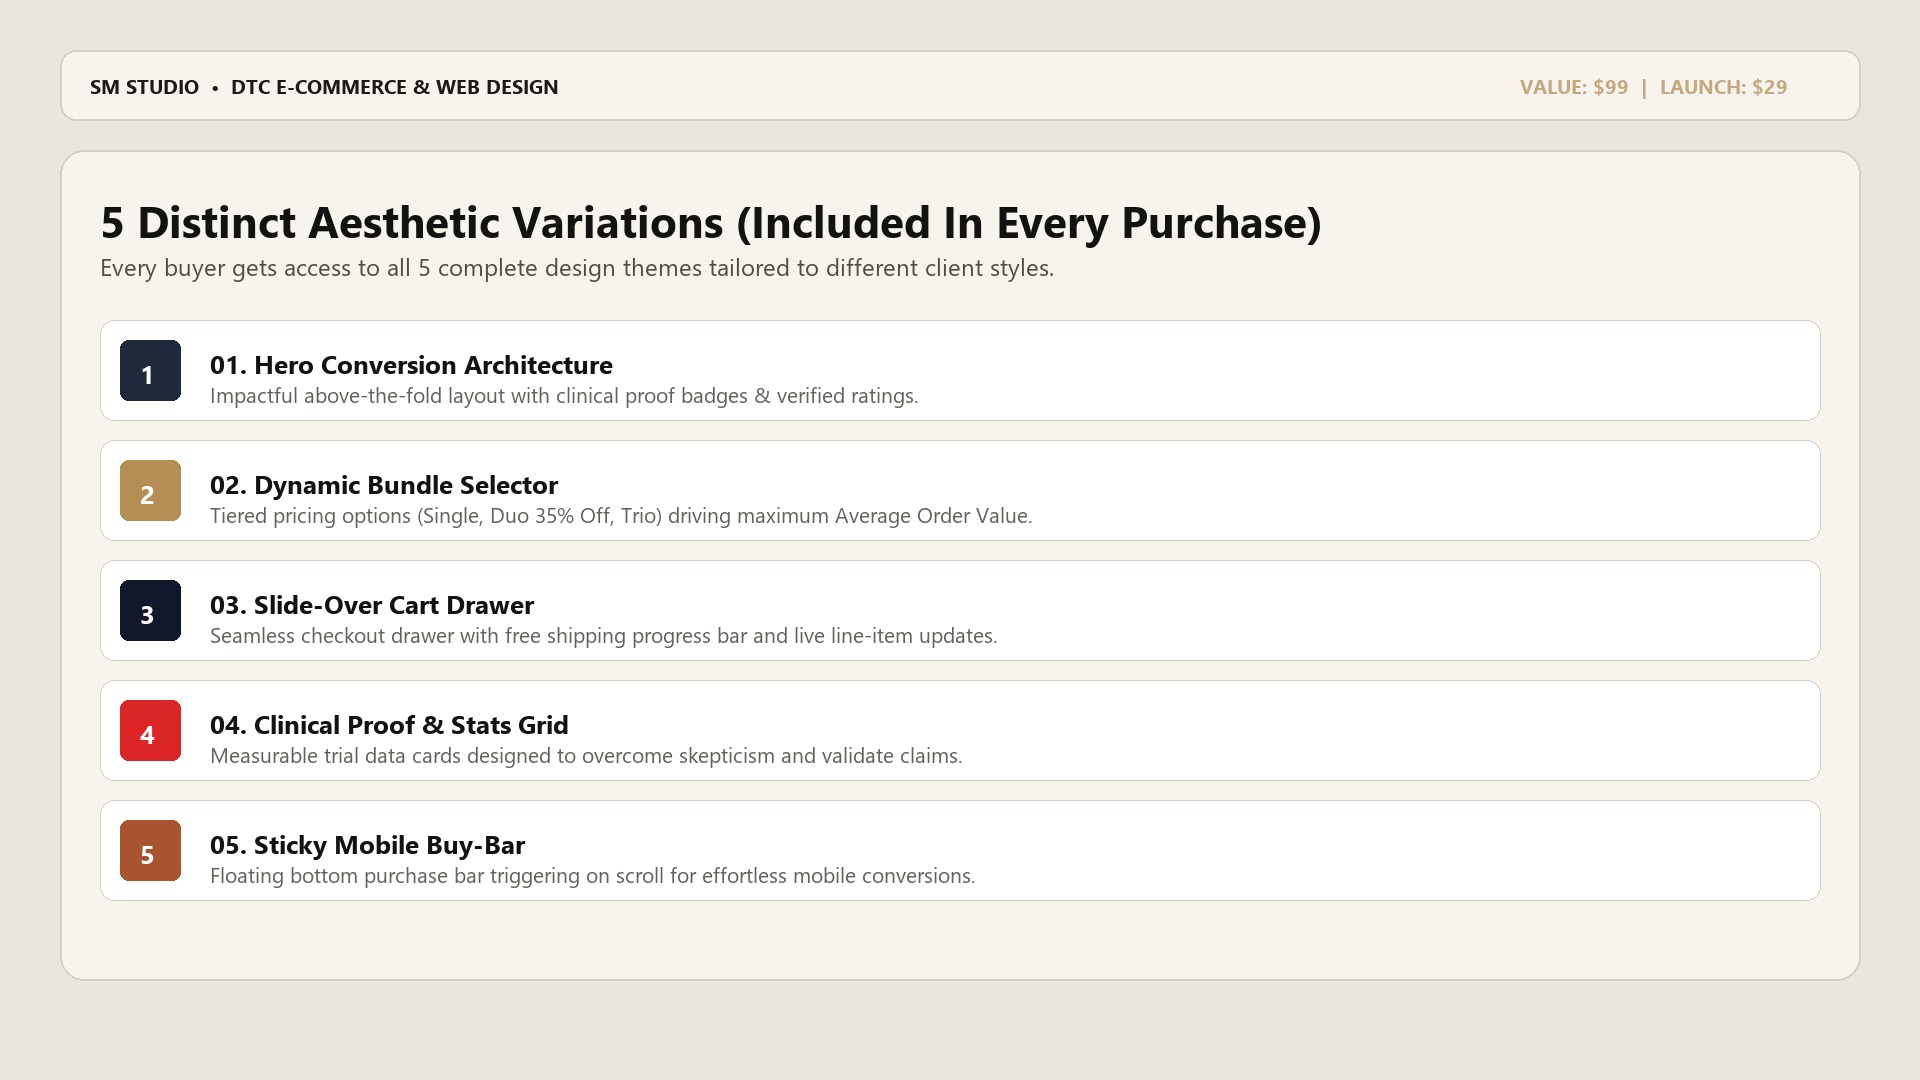 SM STUDIO • DTC E-COMMERCE & WEB DESIGN
VALUE: $99 | LAUNCH: $29
5 Distinct Aesthetic Variations (Included In Every Purchase)
Every buyer gets access to all 5 complete design themes tailored to different client styles.
1
01. Hero Conversion Architecture
Impactful above-the-fold layout with clinical proof badges & verified ratings.
2
02. Dynamic Bundle Selector
Tiered pricing options (Single, Duo 35% Off, Trio) driving maximum Average Order Value.
3
03. Slide-Over Cart Drawer
Seamless checkout drawer with free shipping progress bar and live line-item updates.
4
04. Clinical Proof & Stats Grid
Measurable trial data cards designed to overcome skepticism and validate claims.
5
05. Sticky Mobile Buy-Bar
Floating bottom purchase bar triggering on scroll for effortless mobile conversions.